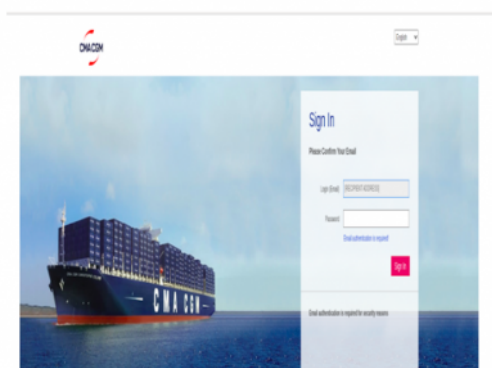 CMA CGM
English
Sign In
Please Confirm Your Email
Login (Email)
[RECIPIENT ADDRESS]
Password
Email authentication is required!
Sign In
CMA CGM
Email authentication is required for security reasons